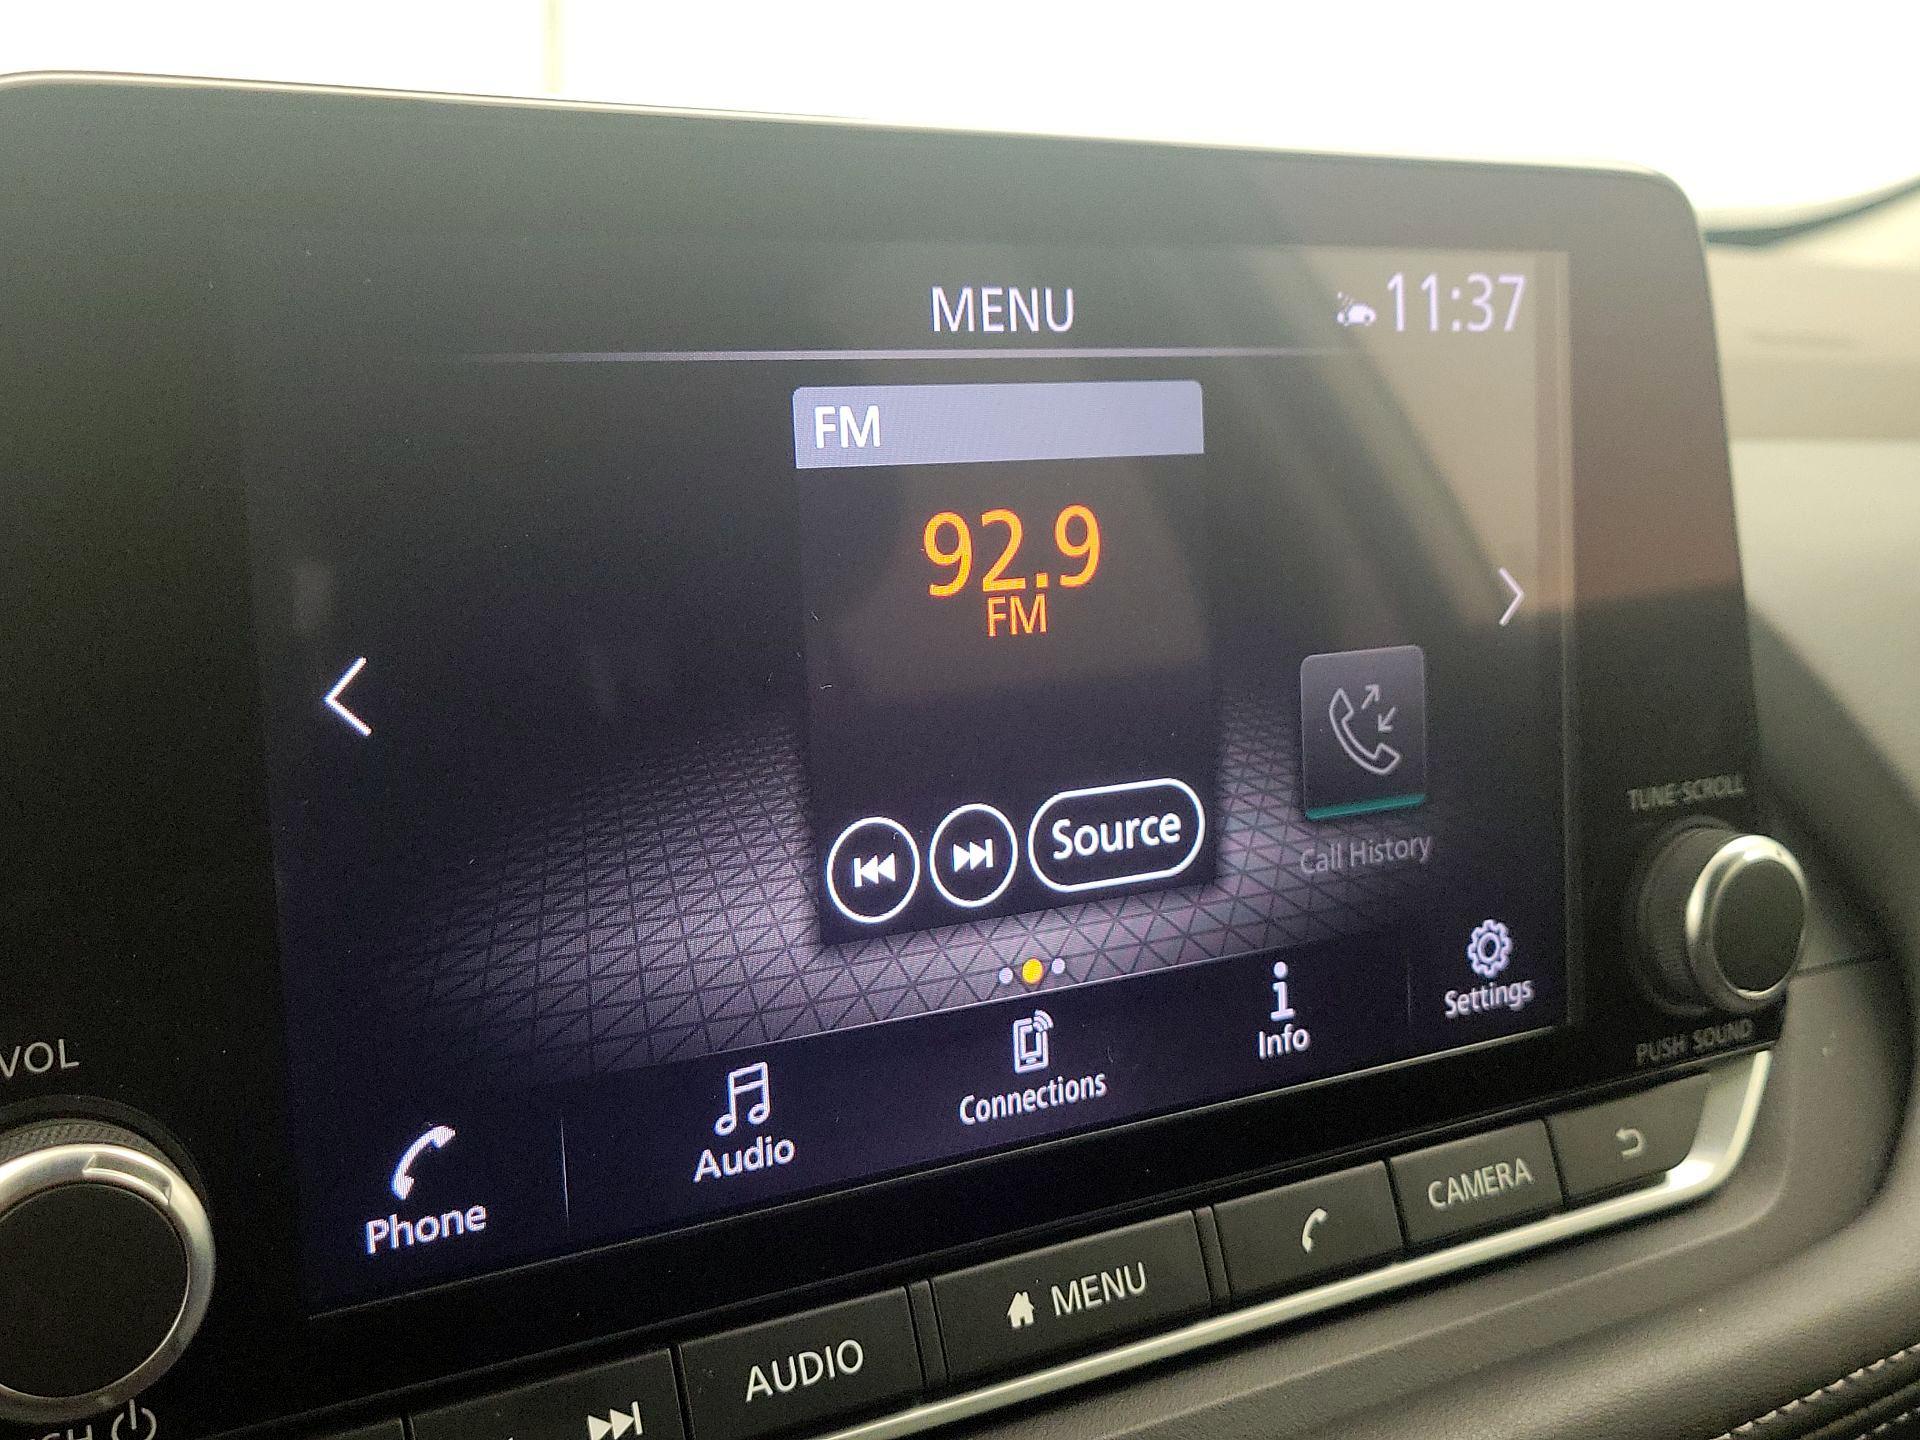 MENU
11:37
FM
92.9
FM
Source
Call History
Phone
Audio
Connections
Info
Settings
VOL
TUNE·SCROLL
PUSH SOUND
AUDIO
MENU
CAMERA